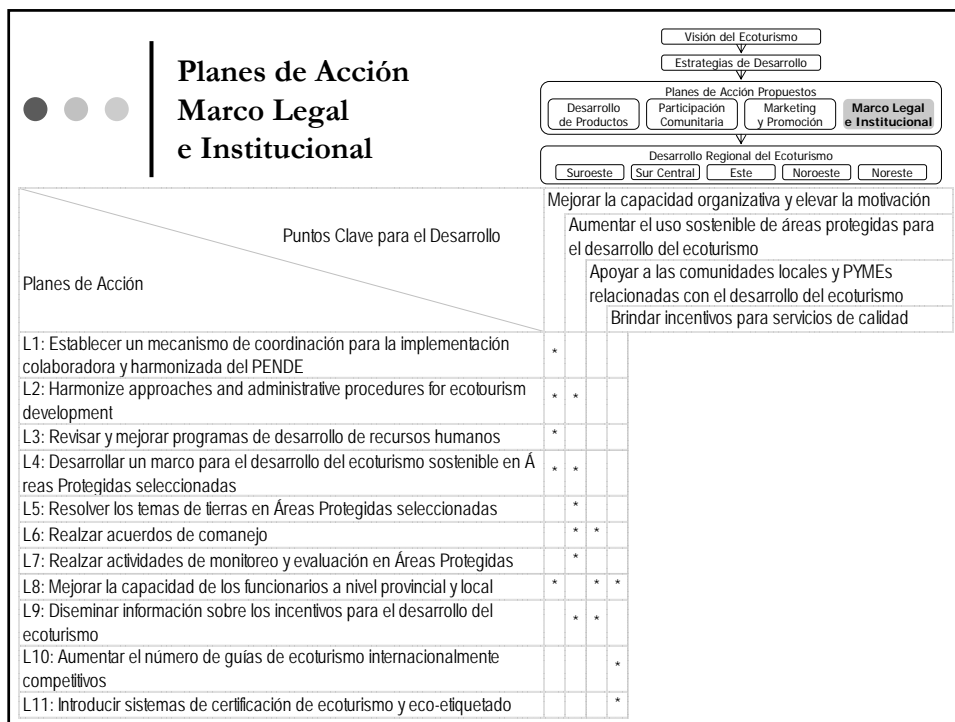 Planes de Acción
Marco Legal
e Institucional
Visión del Ecoturismo
Estrategias de Desarrollo
Planes de Acción Propuestos
Desarrollo
de Productos
Participación
Comunitaria
Marketing
y Promoción
Marco Legal
e Institucional
Desarrollo Regional del Ecoturismo
Suroeste
Sur Central
Este
Noroeste
Noreste
Puntos Clave para el Desarrollo
Planes de Acción
Mejorar la capacidad organizativa y elevar la motivación
Aumentar el uso sostenible de áreas protegidas para
el desarrollo del ecoturismo
Apoyar a las comunidades locales y PYMEs
relacionadas con el desarrollo del ecoturismo
Brindar incentivos para servicios de calidad
L1: Establecer un mecanismo de coordinación para la implementación
colaboradora y harmonizada del PENDE
*
L2: Harmonize approaches and administrative procedures for ecotourism
development
* *
L3: Revisar y mejorar programas de desarrollo de recursos humanos
*
L4: Desarrollar un marco para el desarrollo del ecoturismo sostenible en Á
reas Protegidas seleccionadas
* *
L5: Resolver los temas de tierras en Áreas Protegidas seleccionadas
*
L6: Realzar acuerdos de comanejo
* *
L7: Realzar actividades de monitoreo y evaluación en Áreas Protegidas
*
L8: Mejorar la capacidad de los funcionarios a nivel provincial y local
* * *
L9: Diseminar información sobre los incentivos para el desarrollo del
ecoturismo
* *
L10: Aumentar el número de guías de ecoturismo internacionalmente
competitivos
*
L11: Introducir sistemas de certificación de ecoturismo y eco-etiquetado
*